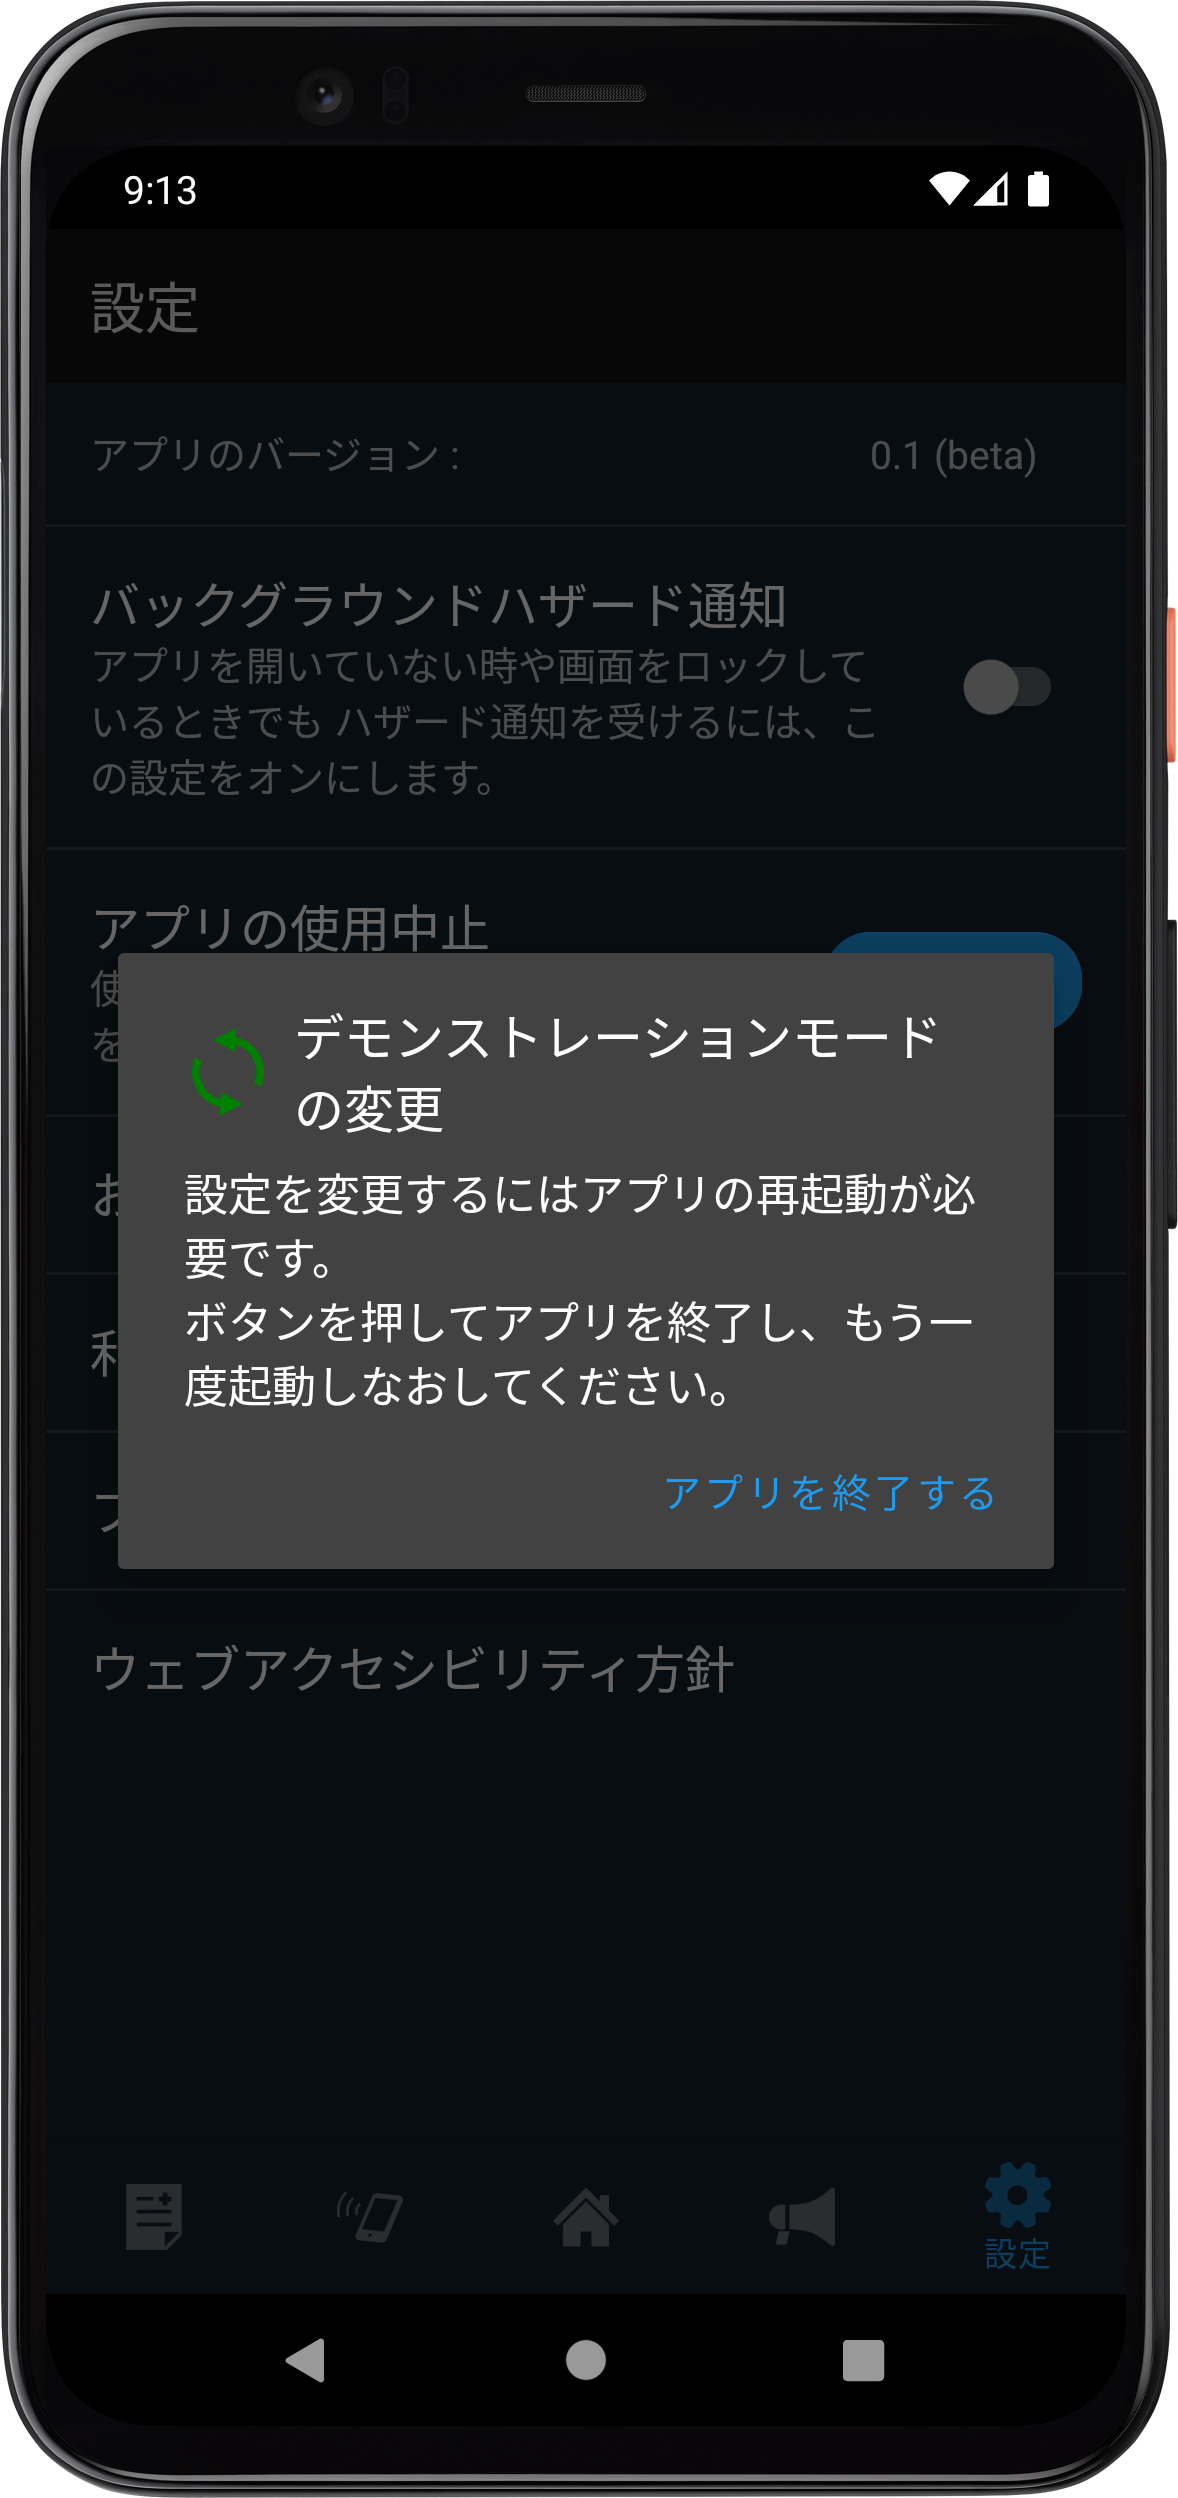 9:13
設定
アプリのバージョン :
0.1 (beta)
バックグラウンドハザード通知
アプリを開いていない時や画面をロックして
いるときでも ハザード通知を受けるには、こ
の設定をオンにします。
アプリの使用中止
使
を
デモンストレーションモード
の変更
設定を変更するにはアプリの再起動が必
要です。
ボタンを押してアプリを終了し、もう一
度起動しなおしてください。
アプリを終了する
ウェブアクセシビリティ方針
設定